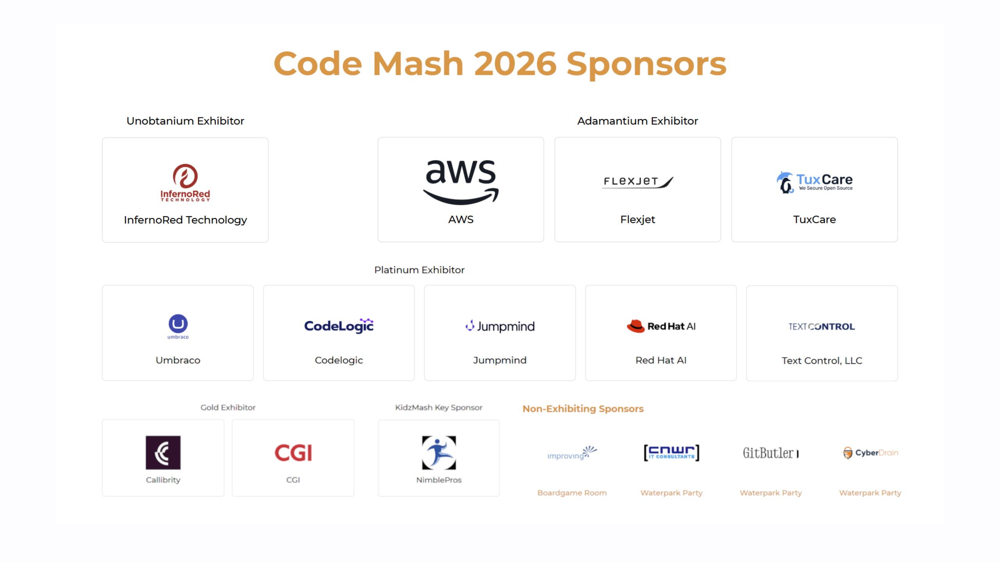 Code Mash 2026 Sponsors
Unobtanium Exhibitor
InfernoRed
TECHNOLOGY
InfernoRed Technology
Adamantium Exhibitor
aws
AWS
FLEXJET
Flexjet
TuxCare
We Secure Open Source
TuxCare
Platinum Exhibitor
umbraco
Umbraco
CodeLogic
Codelogic
Jumpmind
Jumpmind
Red Hat AI
Red Hat AI
TEXTCONTROL
Text Control, LLC
Gold Exhibitor
Callibrity
CGI
CGI
KidzMash Key Sponsor
NimblePros
Non-Exhibiting Sponsors
improving
Boardgame Room
[cnwr]
IT CONSULTANTS
Waterpark Party
GitButler
Waterpark Party
CyberDrain
Waterpark Party